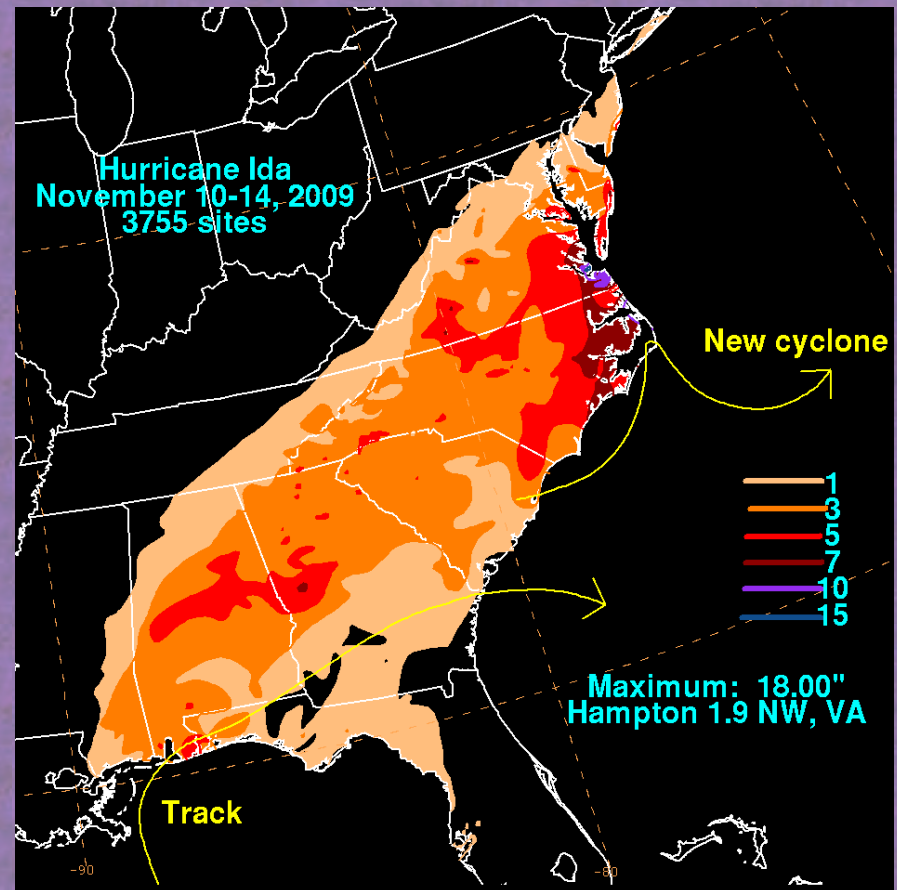 Hurricane Ida
November 10-14, 2009
3755 sites
New cyclone
1
3
5
7
10
15
Maximum: 18.00"
Hampton 1.9 NW, VA
Track
-90
-80